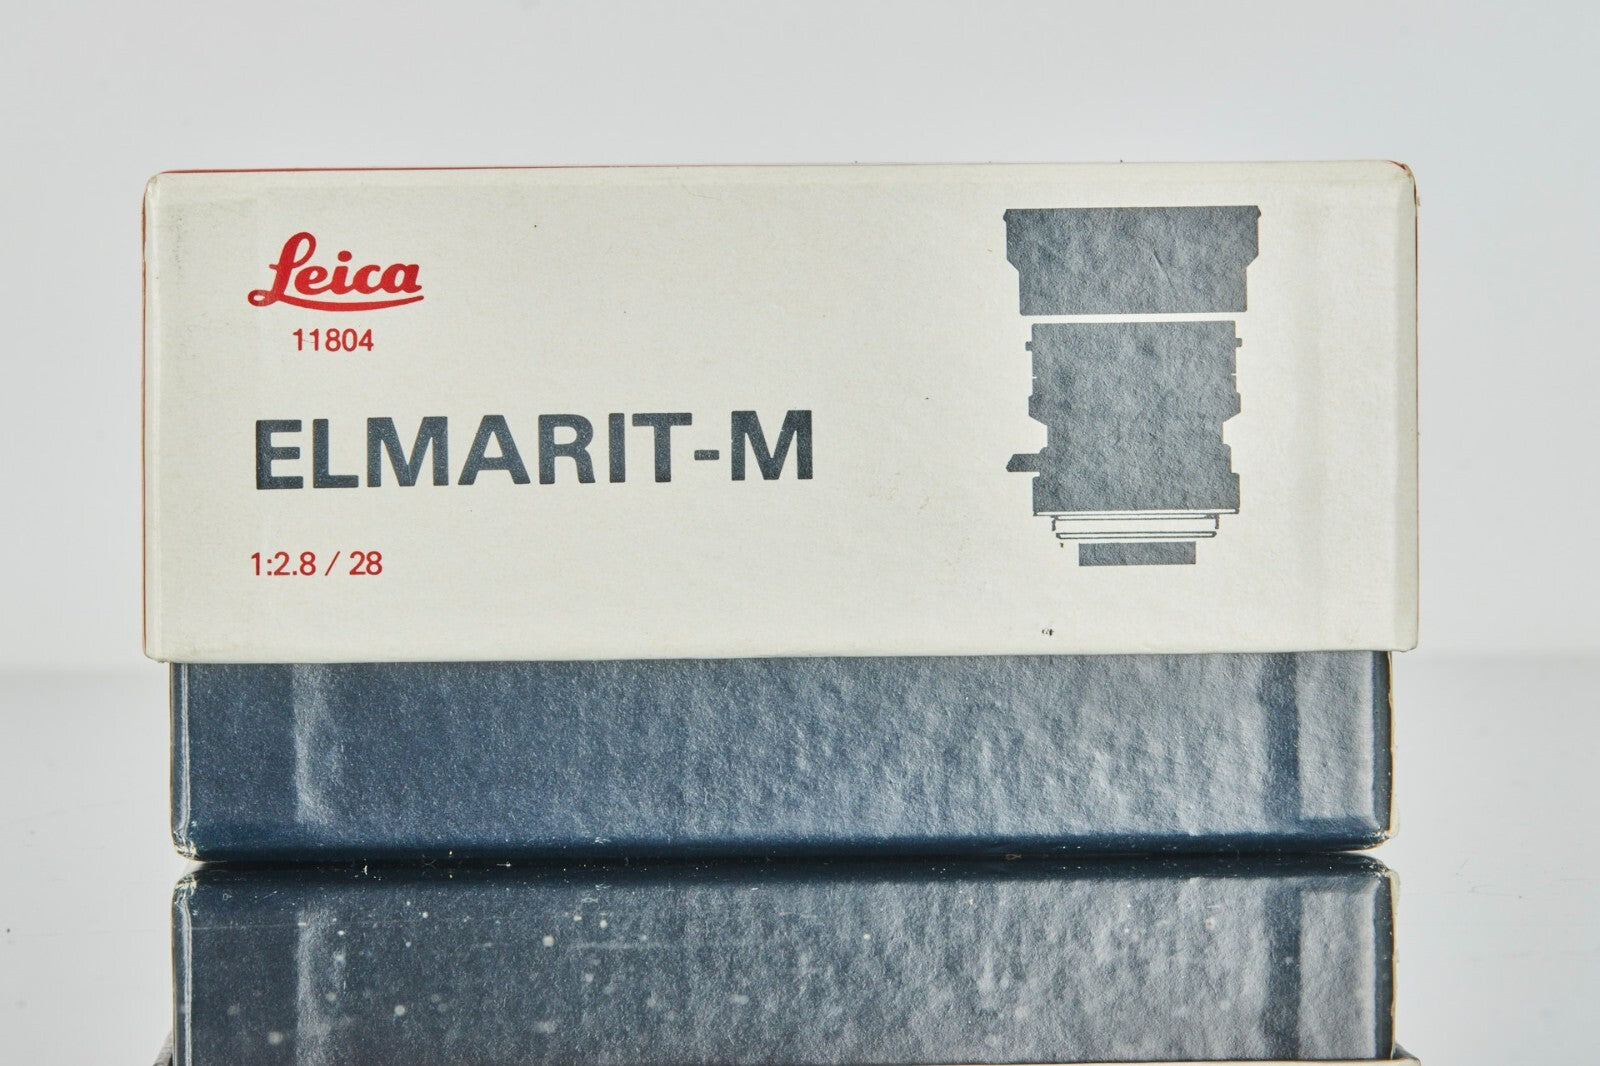 Leica
11804
ELMARIT-M
1:2.8 / 28